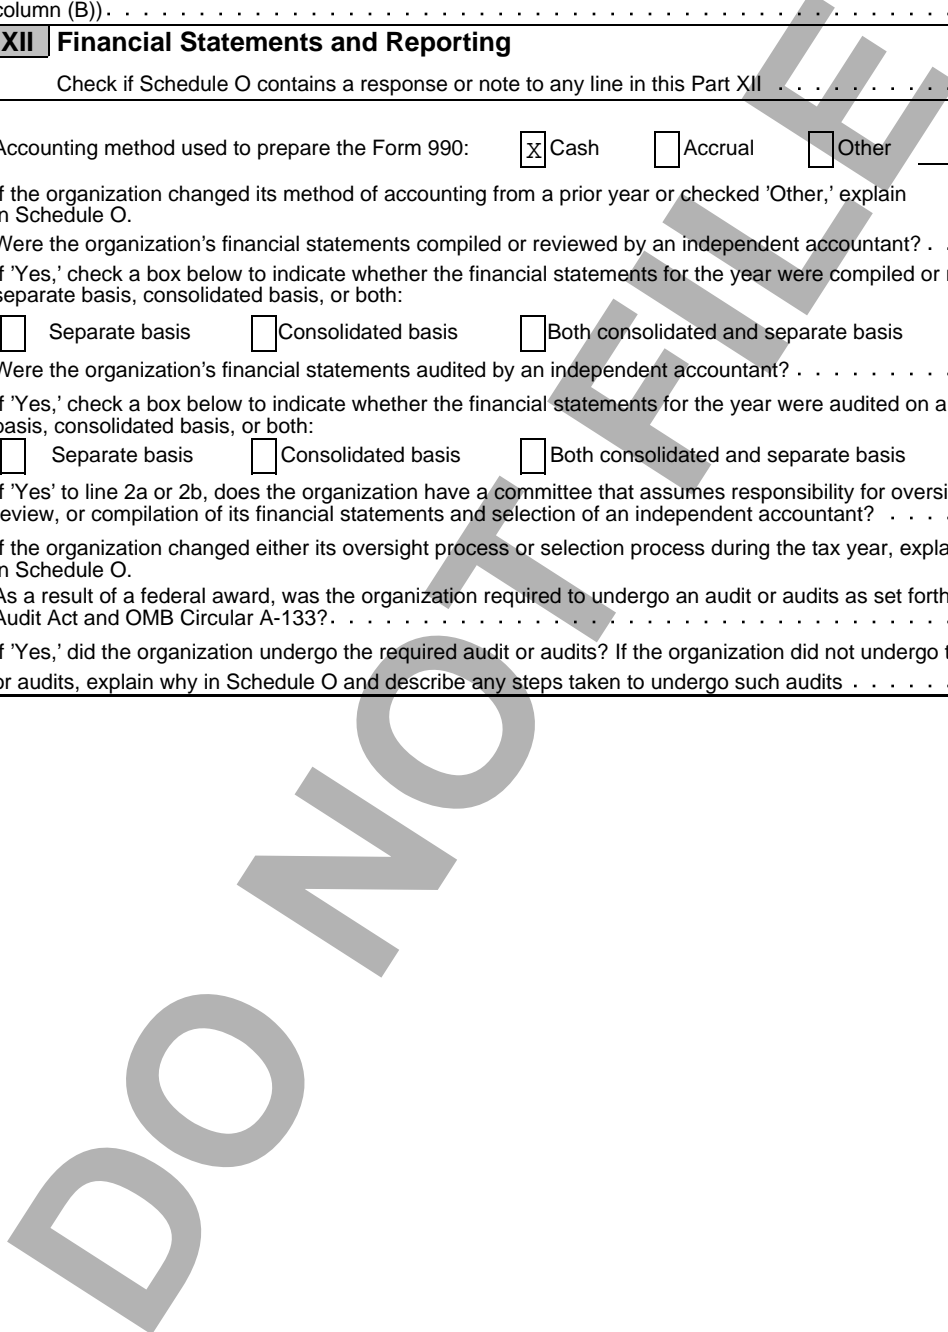 column (B))
XII Financial Statements and Reporting
Check if Schedule O contains a response or note to any line in this Part XII
Accounting method used to prepare the Form 990: X Cash Accrual Other
If the organization changed its method of accounting from a prior year or checked 'Other,' explain
in Schedule O.
Were the organization's financial statements compiled or reviewed by an independent accountant?
If 'Yes,' check a box below to indicate whether the financial statements for the year were compiled or
separate basis, consolidated basis, or both:
Separate basis Consolidated basis Both consolidated and separate basis
Were the organization's financial statements audited by an independent accountant?
If 'Yes,' check a box below to indicate whether the financial statements for the year were audited on a
basis, consolidated basis, or both:
Separate basis Consolidated basis Both consolidated and separate basis
If 'Yes' to line 2a or 2b, does the organization have a committee that assumes responsibility for oversi
review, or compilation of its financial statements and selection of an independent accountant?
If the organization changed either its oversight process or selection process during the tax year, expla
in Schedule O.
As a result of a federal award, was the organization required to undergo an audit or audits as set forth
Audit Act and OMB Circular A-133?
If 'Yes,' did the organization undergo the required audit or audits? If the organization did not undergo t
or audits, explain why in Schedule O and describe any steps taken to undergo such audits
DO NOT FILE